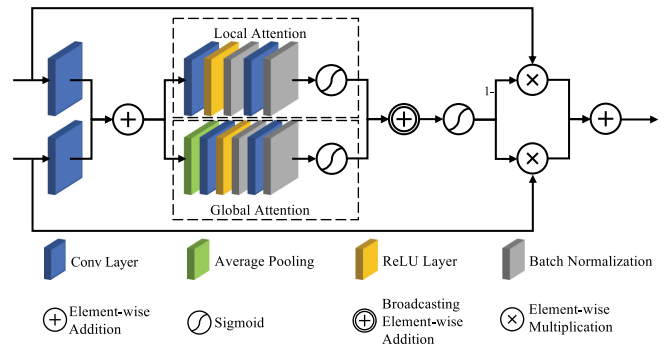 Local Attention
1-
Global Attention
Conv Layer
Average Pooling
ReLU Layer
Batch Normalization
Element-wise
Addition
Sigmoid
Broadcasting
Element-wise
Addition
Element-wise
Multiplication